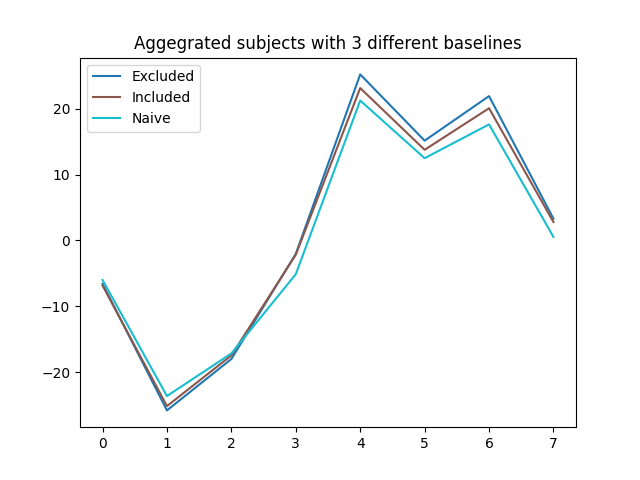 Aggegrated subjects with 3 different baselines
Excluded
Included
Naive
20
10
0
−10
−20
0 1 2 3 4 5 6 7